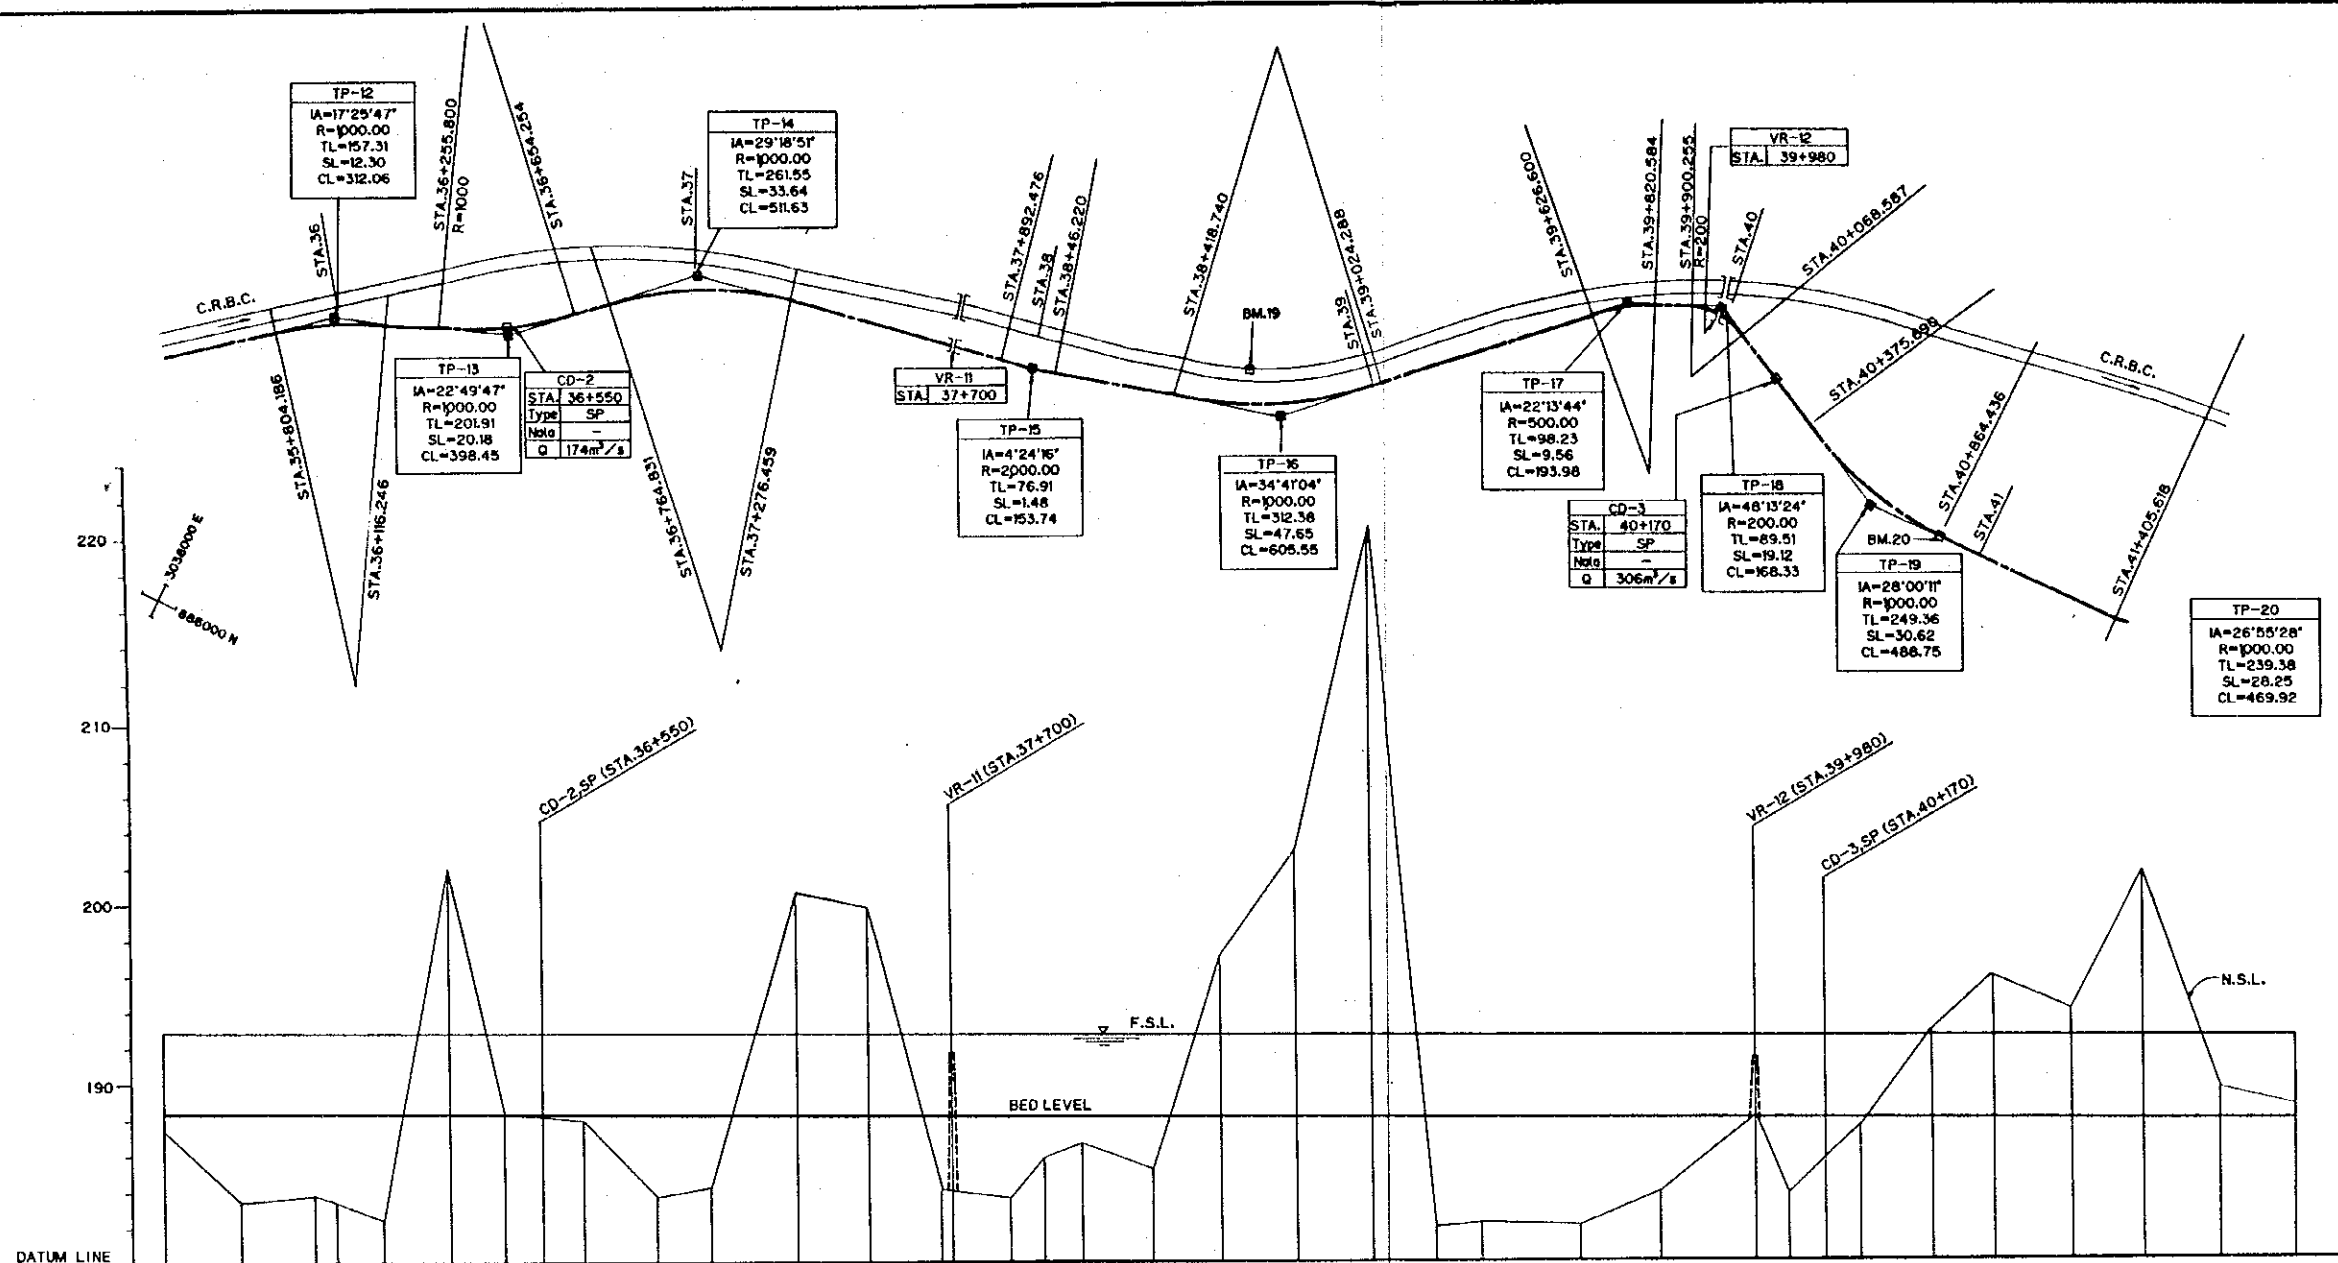 TP-12
IA=17°25'47"
R=1000.00
TL=157.31
SL=12.30
CL=312.06
STA.36
STA.36+255.800
R=1000
STA.36+654.254
TP-14
IA=29°18'51"
R=1000.00
TL=261.55
SL=33.64
CL=511.63
STA.37
STA.37+892.476
STA.38
STA.38+46.220
STA.38+418.740
BM.19
STA.39
STA.39+024.288
STA.39+626.600
STA.39+820.584
STA.39+900.255
R=200
VR-12
STA. 39+980
STA.40
STA.40+068.587
C.R.B.C.
STA.35+804.186
STA.36+116.246
TP-13
IA=22°49'47"
R=1000.00
TL=201.91
SL=20.18
CL=398.45
CD-2
STA. 36+550
Type SP
Nala -
Q 174m³/s
STA.36+764.831
STA.37+276.459
VR-11
STA. 37+700
TP-15
IA=4°24'16"
R=2000.00
TL=76.91
SL=1.48
CL=153.74
TP-16
IA=34°41'04"
R=1000.00
TL=312.38
SL=47.65
CL=605.55
TP-17
IA=22°13'44"
R=500.00
TL=98.23
SL=9.56
CL=193.98
CD-3
STA. 40+170
Type SP
Nala -
Q 306m³/s
TP-18
IA=48°13'24"
R=200.00
TL=89.51
SL=19.12
CL=168.33
STA.40+864.436
STA.41
C.R.B.C.
STA.41+405.618
BM.20
TP-19
IA=28°00'11"
R=1000.00
TL=249.36
SL=30.62
CL=488.75
TP-20
IA=26°55'28"
R=1000.00
TL=239.38
SL=28.25
CL=469.92
3038000 E
220
210
200
190
DATUM LINE
CD-2,SP (STA.36+550)
VR-11 (STA.37+700)
VR-12 (STA.39+980)
CD-3,SP (STA.40+170)
F.S.L.
BED LEVEL
N.S.L.